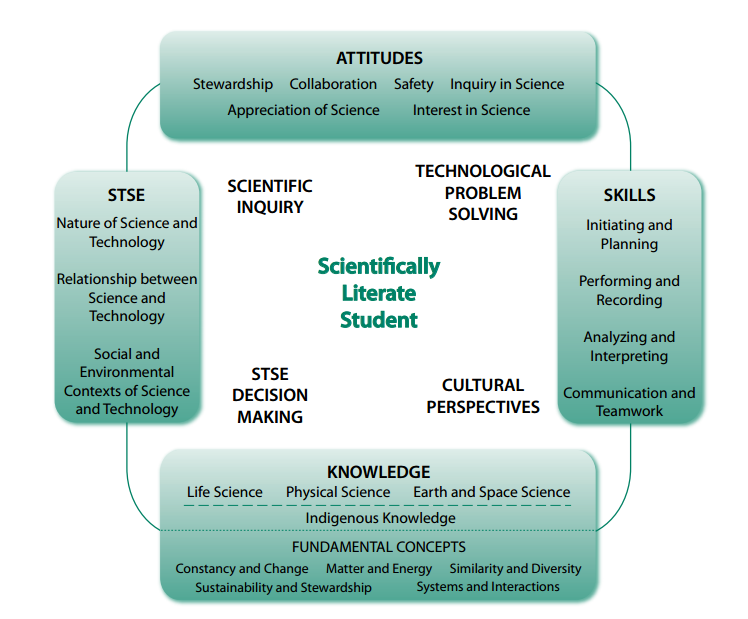 ATTITUDES
Stewardship Collaboration Safety Inquiry in Science
Appreciation of Science Interest in Science
STSE
Nature of Science and
Technology
Relationship between
Science and
Technology
Social and
Environmental
Contexts of Science
and Technology
SCIENTIFIC
INQUIRY
TECHNOLOGICAL
PROBLEM
SOLVING
Scientifically
Literate
Student
STSE
DECISION
MAKING
CULTURAL
PERSPECTIVES
SKILLS
Initiating and
Planning
Performing and
Recording
Analyzing and
Interpreting
Communication and
Teamwork
KNOWLEDGE
Life Science Physical Science Earth and Space Science
Indigenous Knowledge
FUNDAMENTAL CONCEPTS
Constancy and Change Matter and Energy Similarity and Diversity
Sustainability and Stewardship Systems and Interactions